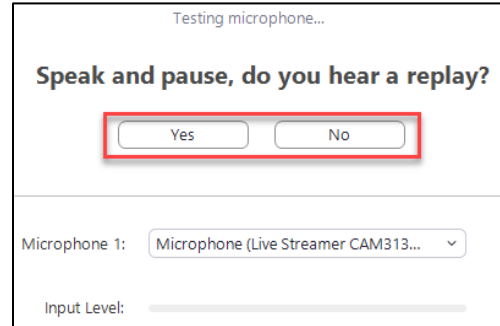 Testing microphone...
Speak and pause, do you hear a replay?
Yes No
Microphone 1: Microphone (Live Streamer CAM313...
Input Level: